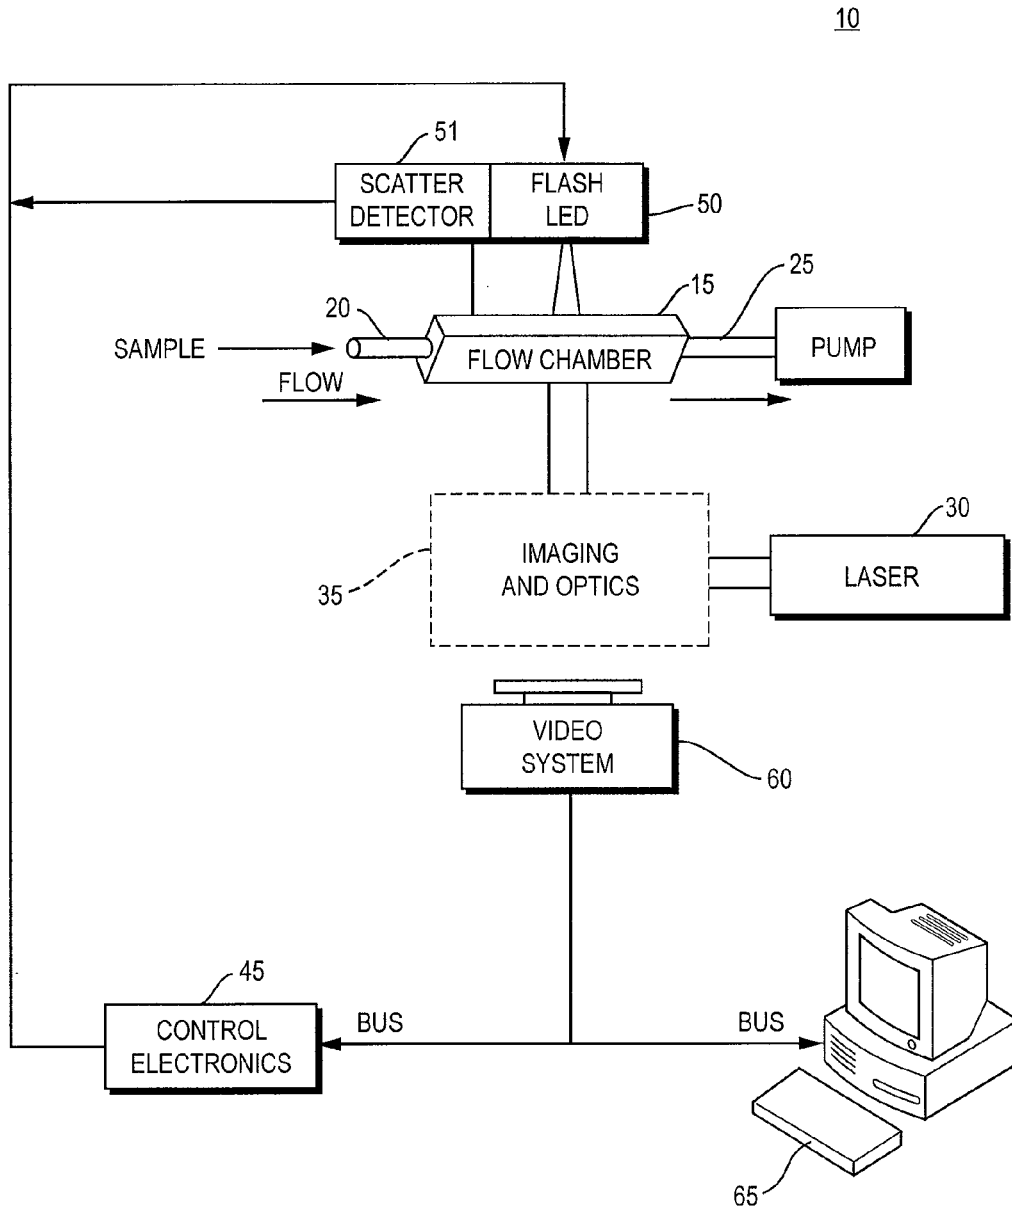 10
51
SCATTER
DETECTOR
FLASH
LED
50
20
15
25
SAMPLE
FLOW CHAMBER
PUMP
FLOW
30
IMAGING
AND OPTICS
LASER
35
VIDEO
SYSTEM
60
45
CONTROL
ELECTRONICS
BUS
BUS
65